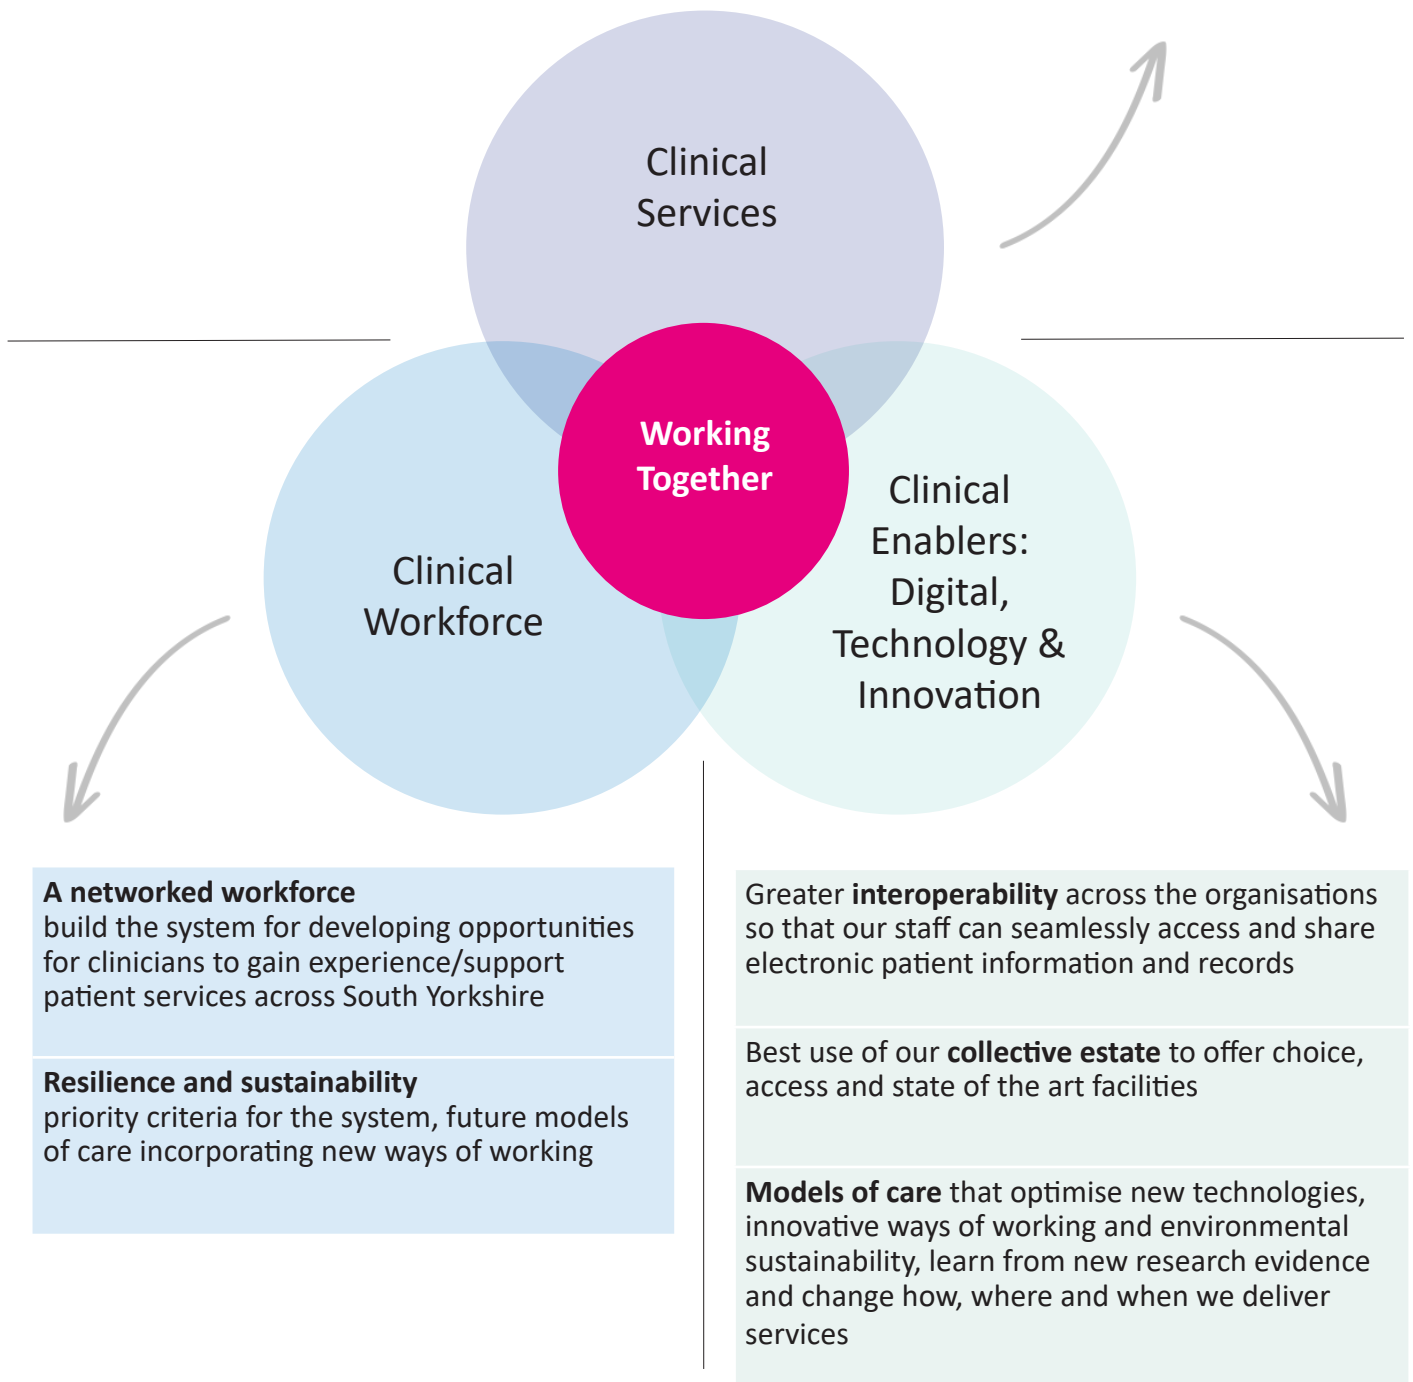 Clinical
Services
Working
Together
Clinical
Workforce
Clinical
Enablers:
Digital,
Technology &
Innovation
A networked workforce
build the system for developing opportunities
for clinicians to gain experience/support
patient services across South Yorkshire
Resilience and sustainability
priority criteria for the system, future models
of care incorporating new ways of working
Greater interoperability across the organisations
so that our staff can seamlessly access and share
electronic patient information and records
Best use of our collective estate to offer choice,
access and state of the art facilities
Models of care that optimise new technologies,
innovative ways of working and environmental
sustainability, learn from new research evidence
and change how, where and when we deliver
services